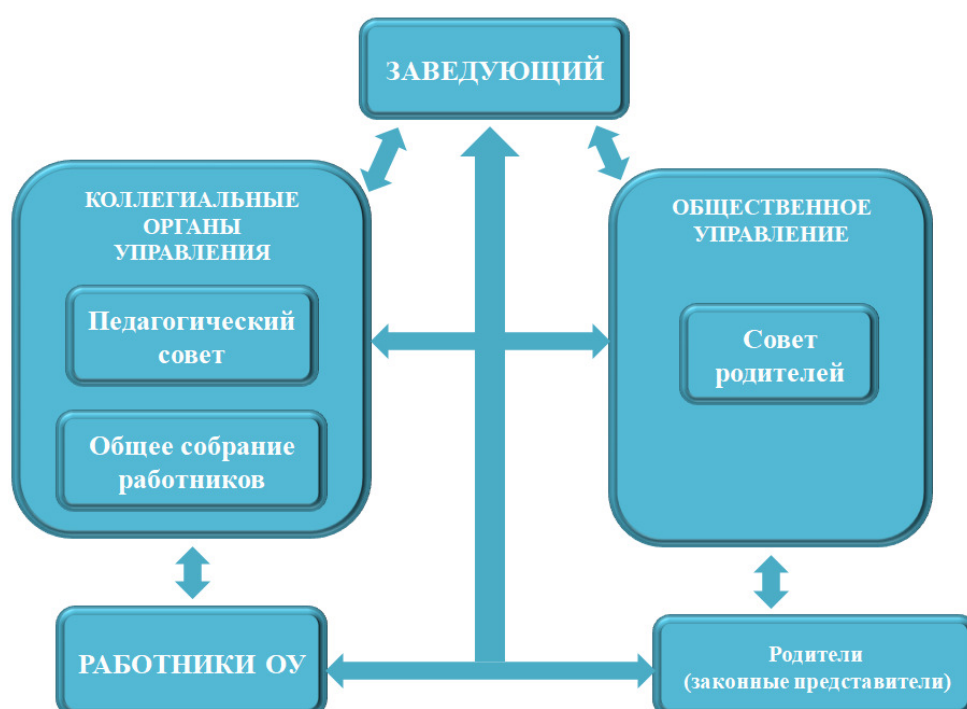 ЗАВЕДУЮЩИЙ
КОЛЛЕГИАЛЬНЫЕ
ОРГАНЫ
УПРАВЛЕНИЯ
Педагогический
совет
Общее собрание
работников
ОБЩЕСТВЕННОЕ
УПРАВЛЕНИЕ
Совет
родителей
РАБОТНИКИ ОУ
Родители
(законные представители)